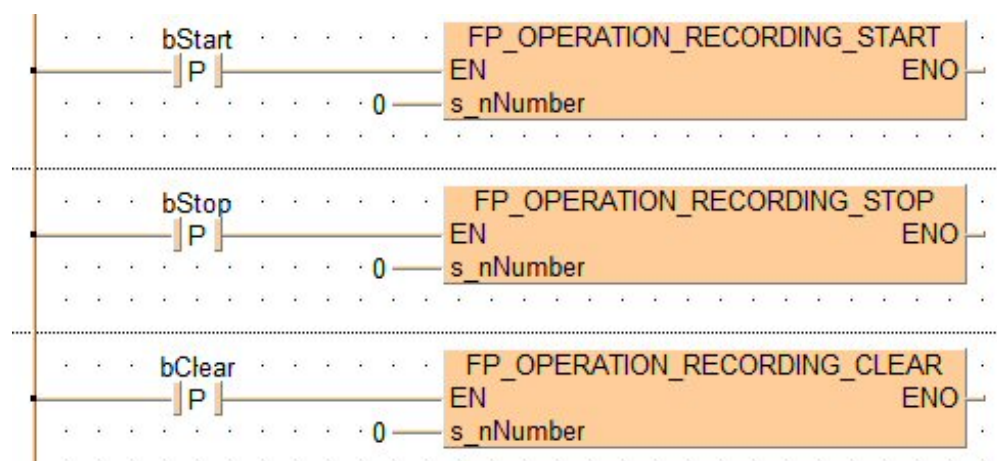 bStart FP_OPERATION_RECORDING_START
P EN ENO
0 s_nNumber
bStop FP_OPERATION_RECORDING_STOP
P EN ENO
0 s_nNumber
bClear FP_OPERATION_RECORDING_CLEAR
P EN ENO
0 s_nNumber